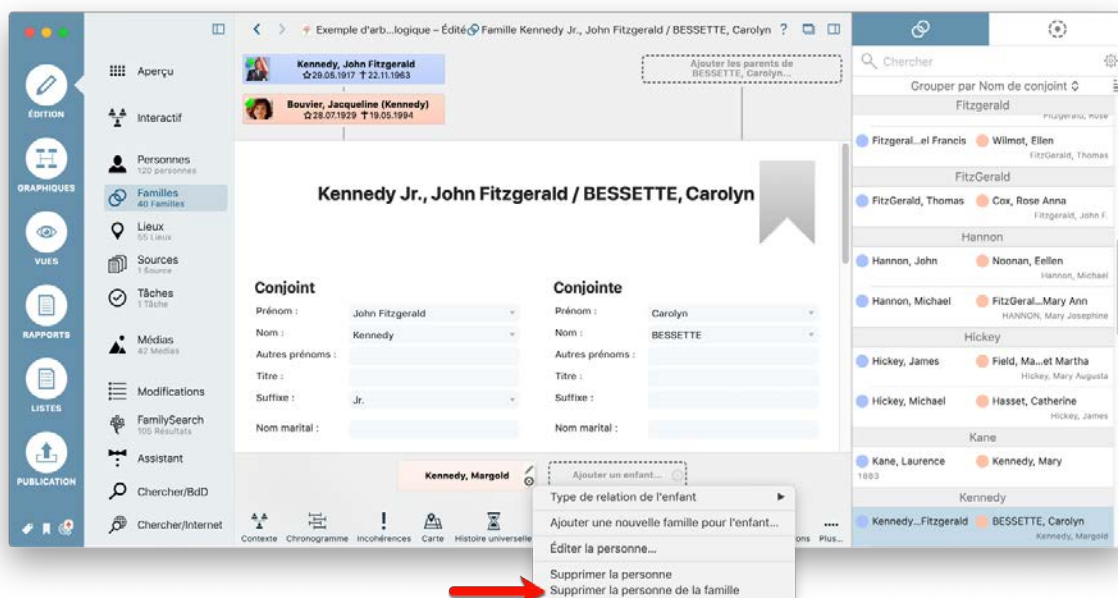 Exemple d'arb...logique – Édité
Famille Kennedy Jr., John Fitzgerald / BESSETTE, Carolyn
?
ÉDITION
GRAPHIQUES
VUES
RAPPORTS
LISTES
PUBLICATION
Aperçu
Interactif
Personnes
120 personnes
Familles
40 Familles
Lieux
55 Lieux
Sources
1 Source
Tâches
1 Tâche
Médias
42 Médias
Modifications
FamilySearch
105 Résultats
Assistant
Chercher/BdD
Chercher/Internet
Kennedy, John Fitzgerald
☆29.05.1917 ✝22.11.1963
Bouvier, Jacqueline (Kennedy)
☆28.07.1929 ✝19.05.1994
Ajouter les parents de
BESSETTE, Carolyn...
Kennedy Jr., John Fitzgerald / BESSETTE, Carolyn
Conjoint
Prénom : John Fitzgerald
Nom : Kennedy
Autres prénoms :
Titre :
Suffixe : Jr.
Nom marital :
Conjointe
Prénom : Carolyn
Nom : BESSETTE
Autres prénoms :
Titre :
Suffixe :
Nom marital :
Kennedy, Margold
Ajouter un enfant...
Contexte Chronogramme Incohérences Carte Histoire universelle
ons Plus...
Type de relation de l'enfant
Ajouter une nouvelle famille pour l'enfant...
Éditer la personne...
Supprimer la personne
Supprimer la personne de la famille
Chercher
Grouper par Nom de conjoint
Fitzgerald
Fitzgerald, Rose
Fitzgeral...el Francis Wilmot, Ellen
FitzGerald, Thomas
FitzGerald
FitzGerald, Thomas Cox, Rose Anna
Fitzgerald, John F.
Hannon
Hannon, John Noonan, Eellen
Hannon, Michael
Hannon, Michael FitzGeral...Mary Ann
HANNON, Mary Josephine
Hickey
Hickey, James Field, Ma...et Martha
Hickey, Mary Augusta
Hickey, Michael Hasset, Catherine
Hickey, James
Kane
Kane, Laurence Kennedy, Mary
1883
Kennedy
Kennedy...Fitzgerald BESSETTE, Carolyn
Kennedy, Margold